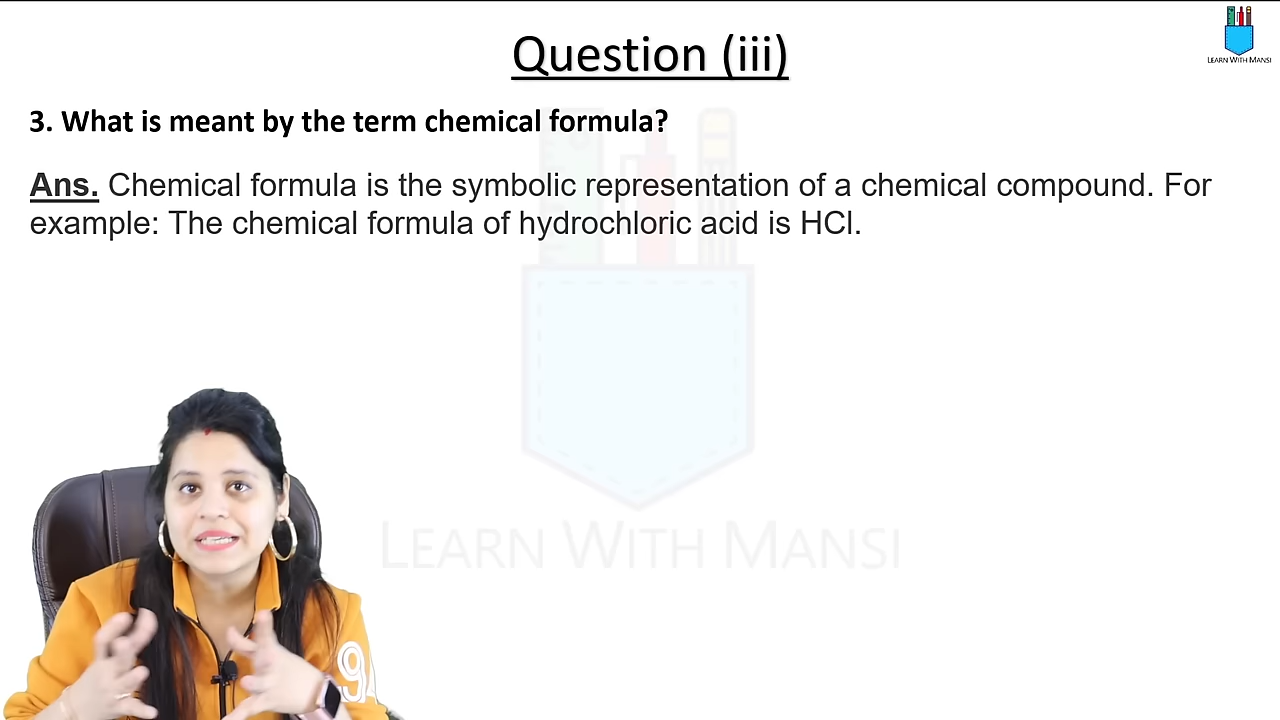 Question (iii)
LEARN WITH MANSI
3. What is meant by the term chemical formula?
Ans. Chemical formula is the symbolic representation of a chemical compound. For
example: The chemical formula of hydrochloric acid is HCl.
LEARN WITH MANSI